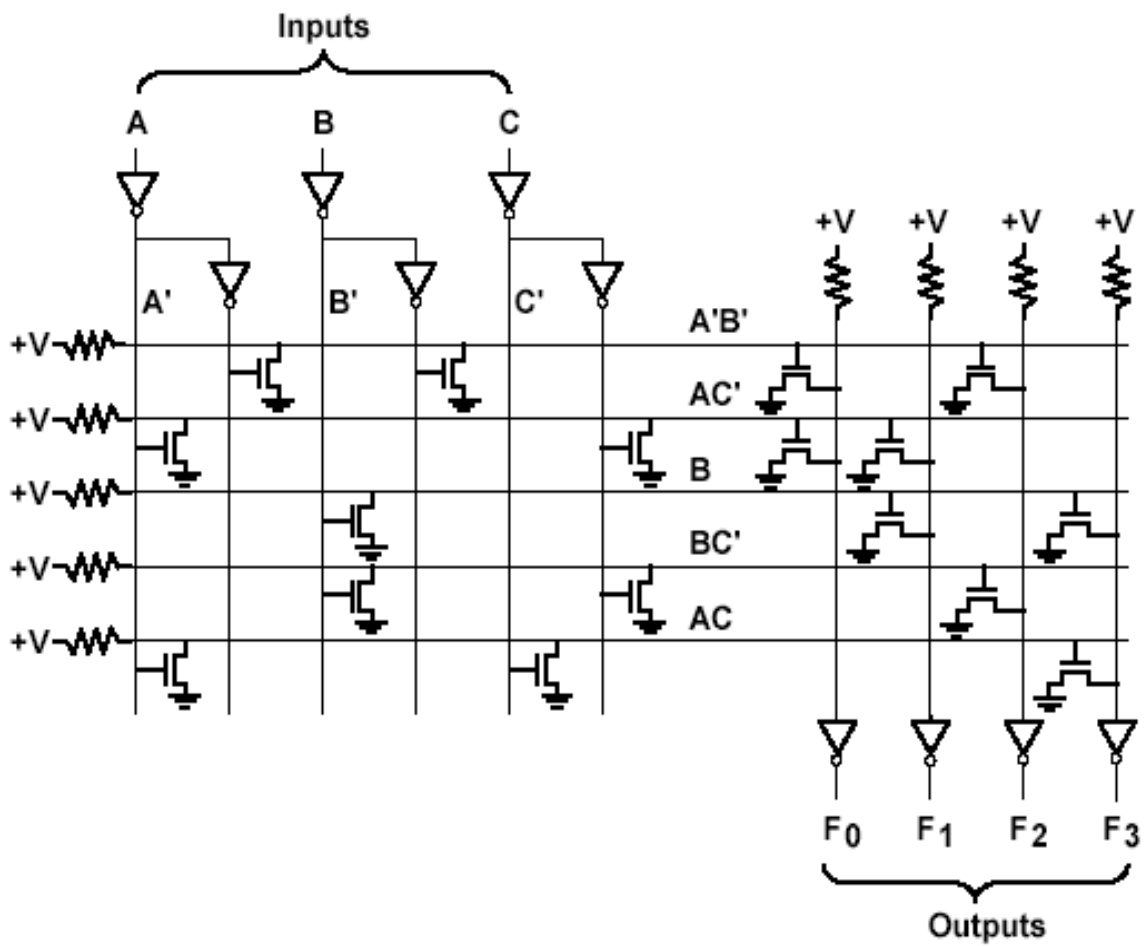 Inputs
A B C
+V +V +V +V
A' B' C'
A'B'
+V
AC'
+V
B
+V
BC'
+V
AC
+V
F0 F1 F2 F3
Outputs